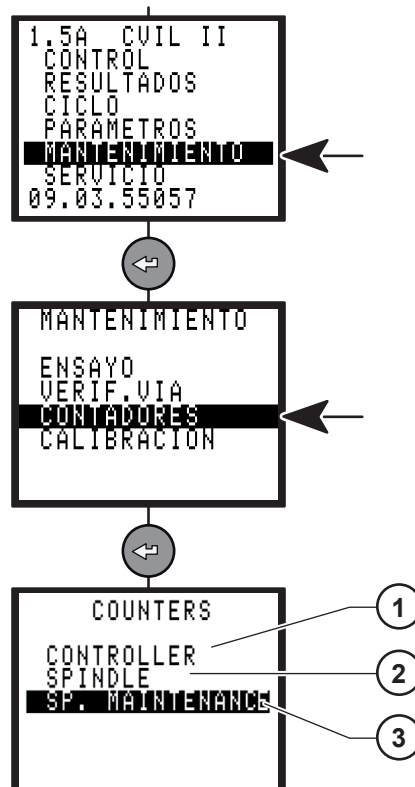 1.5A CVIL II
CONTROL
RESULTADOS
CICLO
PARAMETROS
MANTENIMIENTO
SERVICIO
09.03.55057
MANTENIMIENTO
ENSAYO
VERIF.VIA
CONTADORES
CALIBRACION
COUNTERS
CONTROLLER
SPINDLE
SP. MAINTENANCE
1
2
3